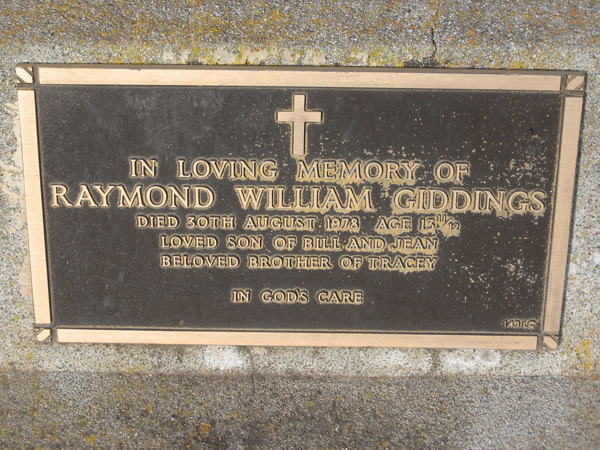 IN LOVING MEMORY OF
RAYMOND WILLIAM GIDDINGS
DIED 30TH AUGUST 1978 AGE 13 11/12
LOVED SON OF BILL AND JEAN
BELOVED BROTHER OF TRACEY
IN GOD'S CARE